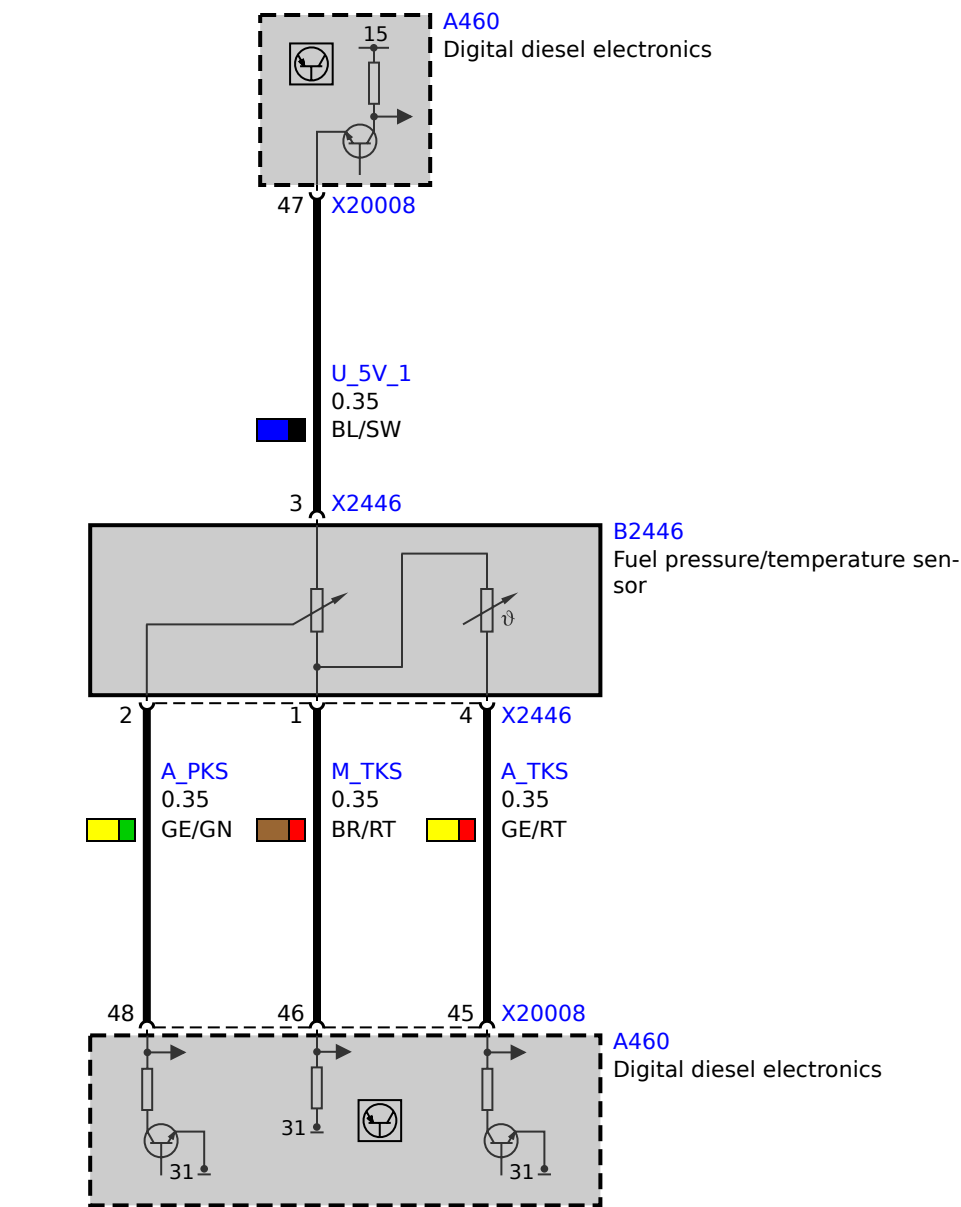 A460
Digital diesel electronics
15
47 X20008
U_5V_1
0.35
BL/SW
3 X2446
B2446
Fuel pressure/temperature sen-
sor
ϑ
2 1 4 X2446
A_PKS M_TKS A_TKS
0.35 0.35 0.35
GE/GN BR/RT GE/RT
48 46 45 X20008
A460
Digital diesel electronics
31
31 31